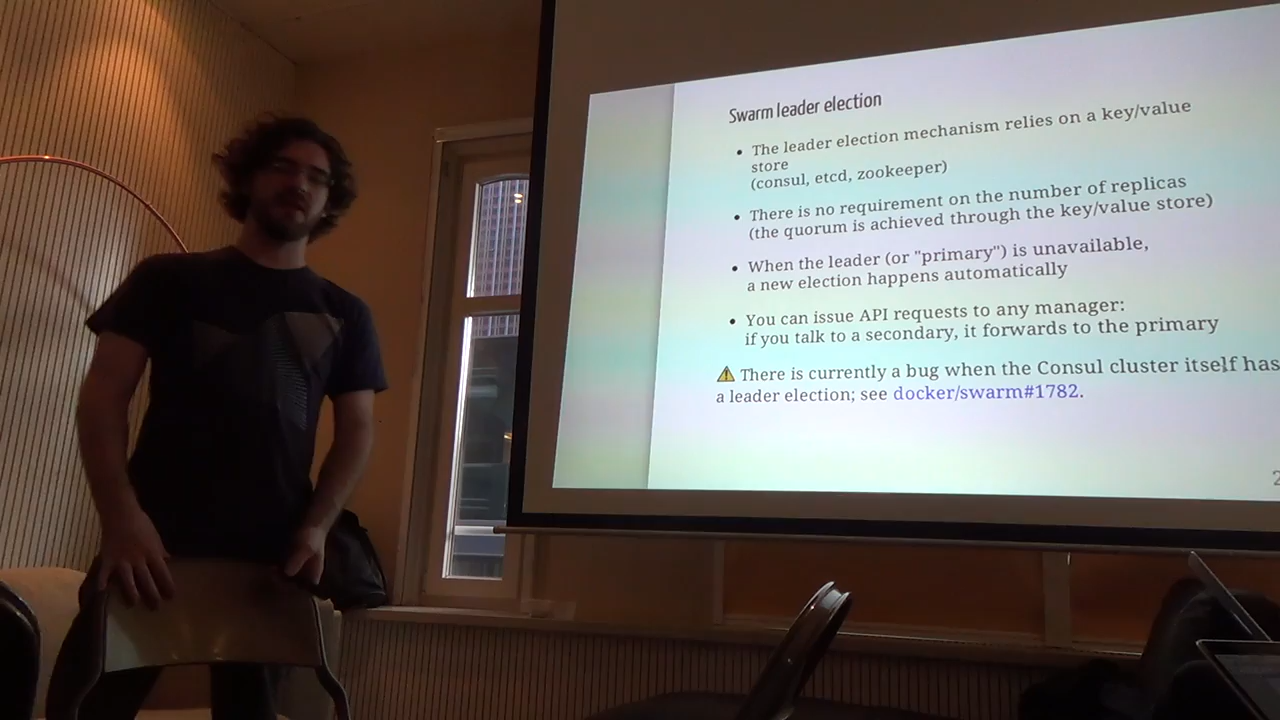 Swarm leader election
• The leader election mechanism relies on a key/value
store
(consul, etcd, zookeeper)
• There is no requirement on the number of replicas
(the quorum is achieved through the key/value store)
• When the leader (or "primary") is unavailable,
a new election happens automatically
• You can issue API requests to any manager:
if you talk to a secondary, it forwards to the primary
⚠ There is currently a bug when the Consul cluster itself has
a leader election; see docker/swarm#1782.